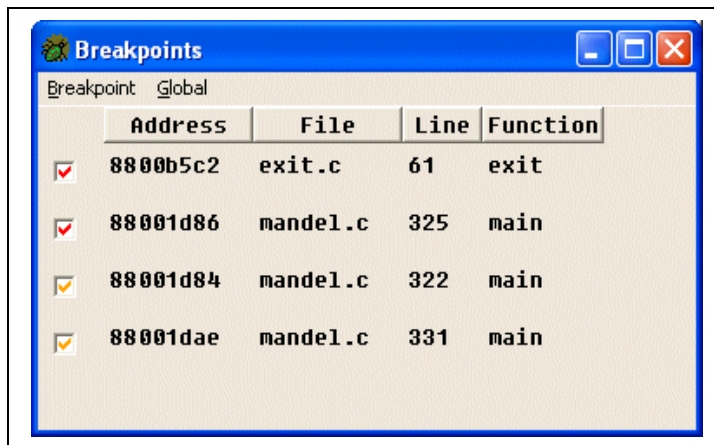 Breakpoints
Breakpoint Global
Address File Line Function
8800b5c2 exit.c 61 exit
88001d86 mandel.c 325 main
88001d84 mandel.c 322 main
88001dae mandel.c 331 main